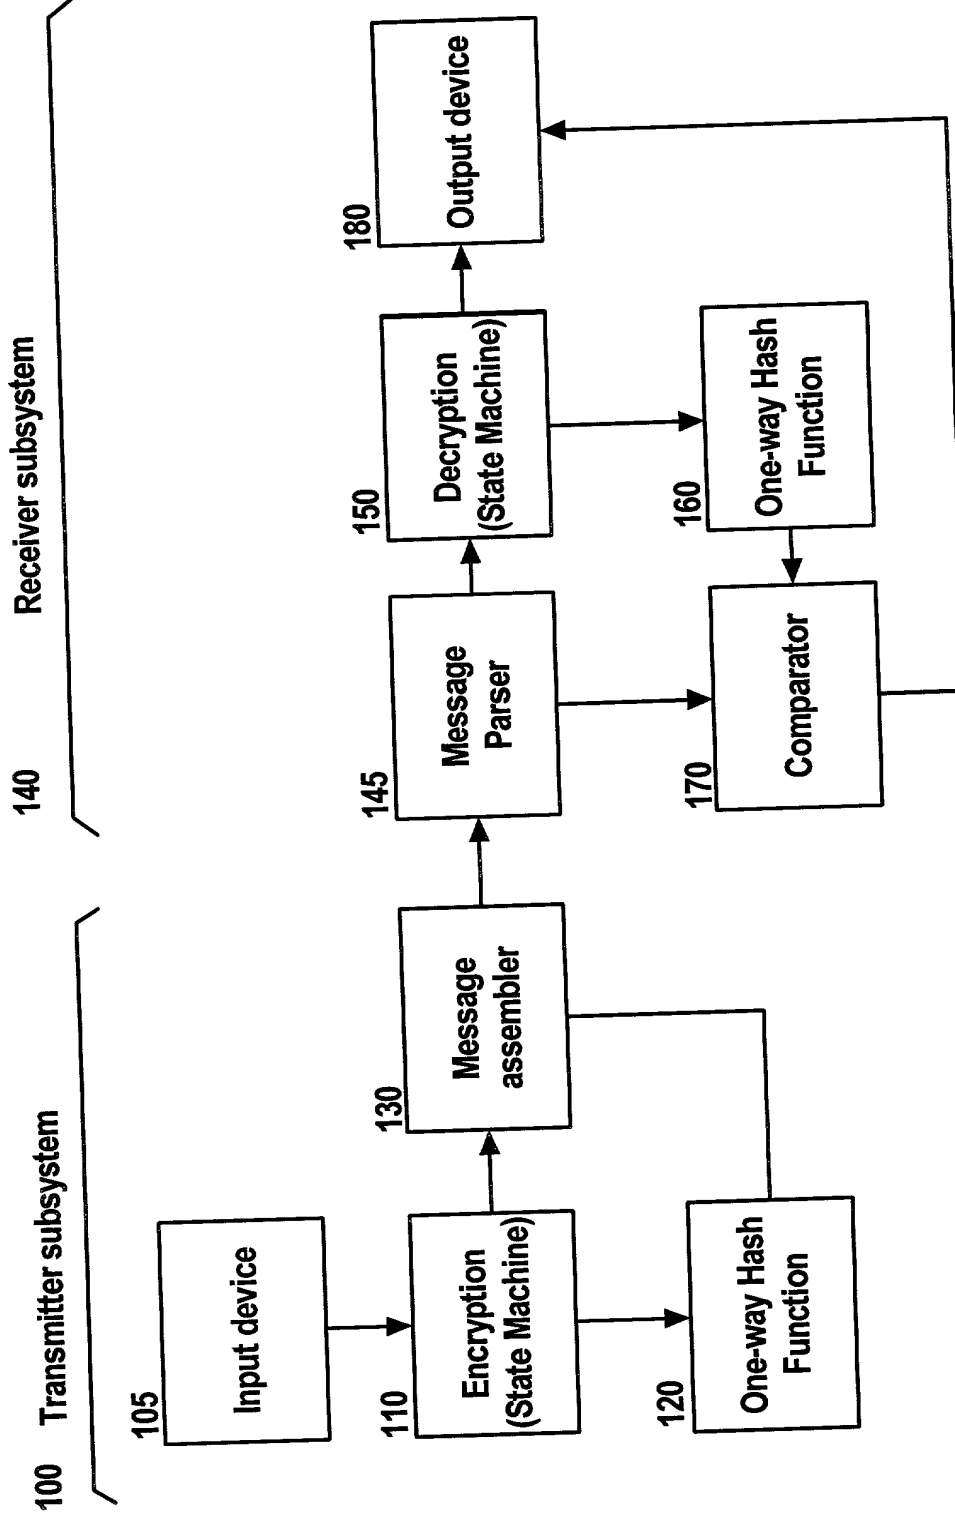 100 Transmitter subsystem
140 Receiver subsystem
105
Input device
110
Encryption
(State Machine)
120
One-way Hash
Function
130
Message
assembler
145
Message
Parser
150
Decryption
(State Machine)
160
One-way Hash
Function
170
Comparator
180
Output device